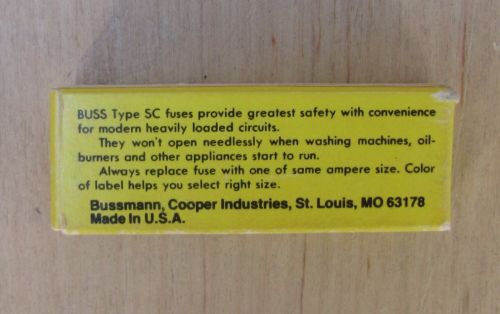 BUSS Type SC fuses provide greatest safety with convenience
for modern heavily loaded circuits.
They won't open needlessly when washing machines, oil-
burners and other appliances start to run.
Always replace fuse with one of same ampere size. Color
of label helps you select right size.
Bussmann, Cooper Industries, St. Louis, MO 63178
Made In U.S.A.